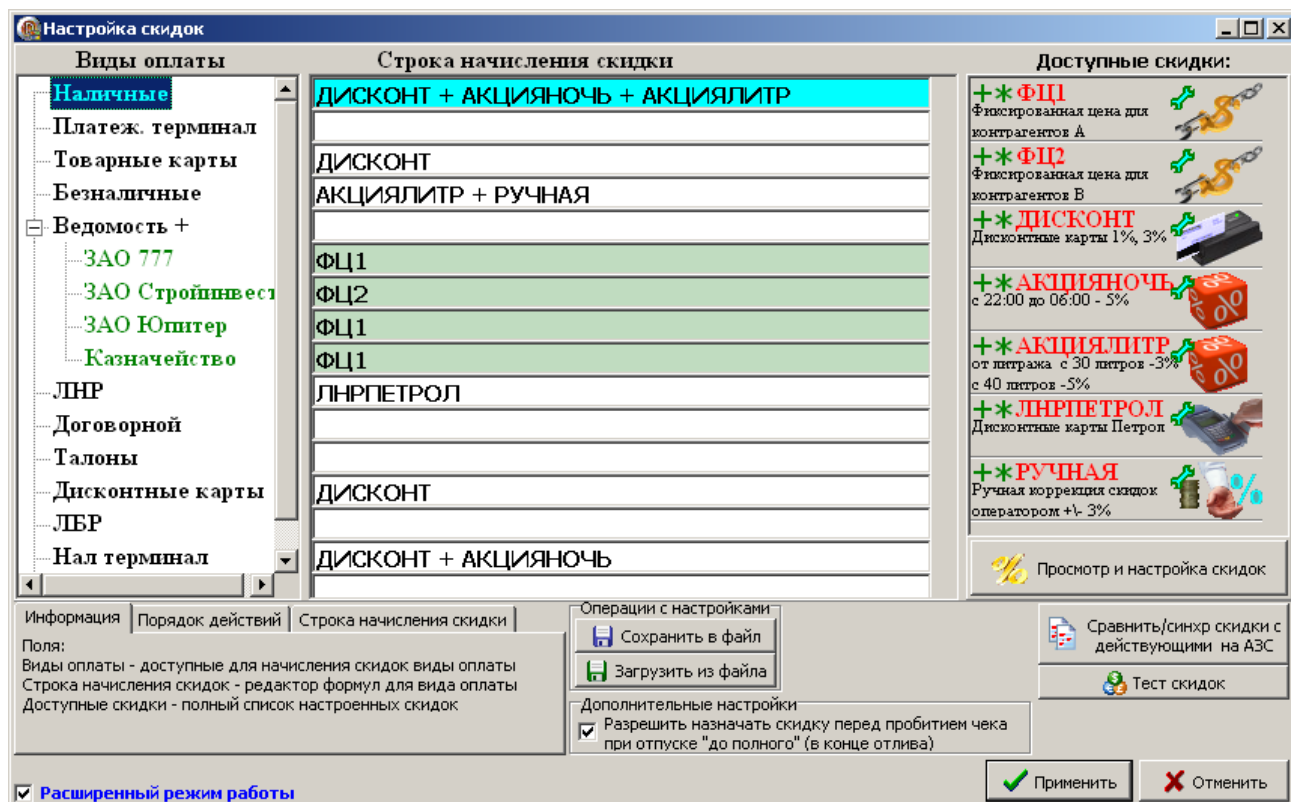 Настройка скидок
Виды оплаты
Строка начисления скидки
Доступные скидки:
Наличные
ДИСКОНТ + АКЦИЯНОЧЬ + АКЦИЯЛИТР
Платеж. терминал
Товарные карты
ДИСКОНТ
Безналичные
АКЦИЯЛИТР + РУЧНАЯ
Ведомость +
ЗАО 777
ФЦ1
ЗАО Стройинвест
ФЦ2
ЗАО Юпитер
ФЦ1
Казначейство
ФЦ1
ЛНР
ЛНРПЕТРОЛ
Договорной
Талоны
Дисконтные карты
ДИСКОНТ
ЛБР
Нал терминал
ДИСКОНТ + АКЦИЯНОЧЬ
+*ФЦ1
Фиксированная цена для
контрагентов А
+*ФЦ2
Фиксированная цена для
контрагентов В
+*ДИСКОНТ
Дисконтные карты 1%, 3%
+*АКЦИЯНОЧЬ
с 22:00 до 06:00 - 5%
+*АКЦИЯЛИТР
от литража с 30 литров -3%
с 40 литров -5%
+*ЛНРПЕТРОЛ
Дисконтные карты Петрол
+*РУЧНАЯ
Ручная коррекция скидок
оператором +\- 3%
Просмотр и настройка скидок
Информация
Порядок действий
Строка начисления скидки
Поля:
Виды оплаты - доступные для начисления скидок виды оплаты
Строка начисления скидок - редактор формул для вида оплаты
Доступные скидки - полный список настроенных скидок
Операции с настройками
Сохранить в файл
Загрузить из файла
Дополнительные настройки
Разрешить назначать скидку перед пробитием чека
при отпуске "до полного" (в конце отлива)
Сравнить/синхр скидки с
действующими на АЗС
Тест скидок
Расширенный режим работы
Применить
Отменить